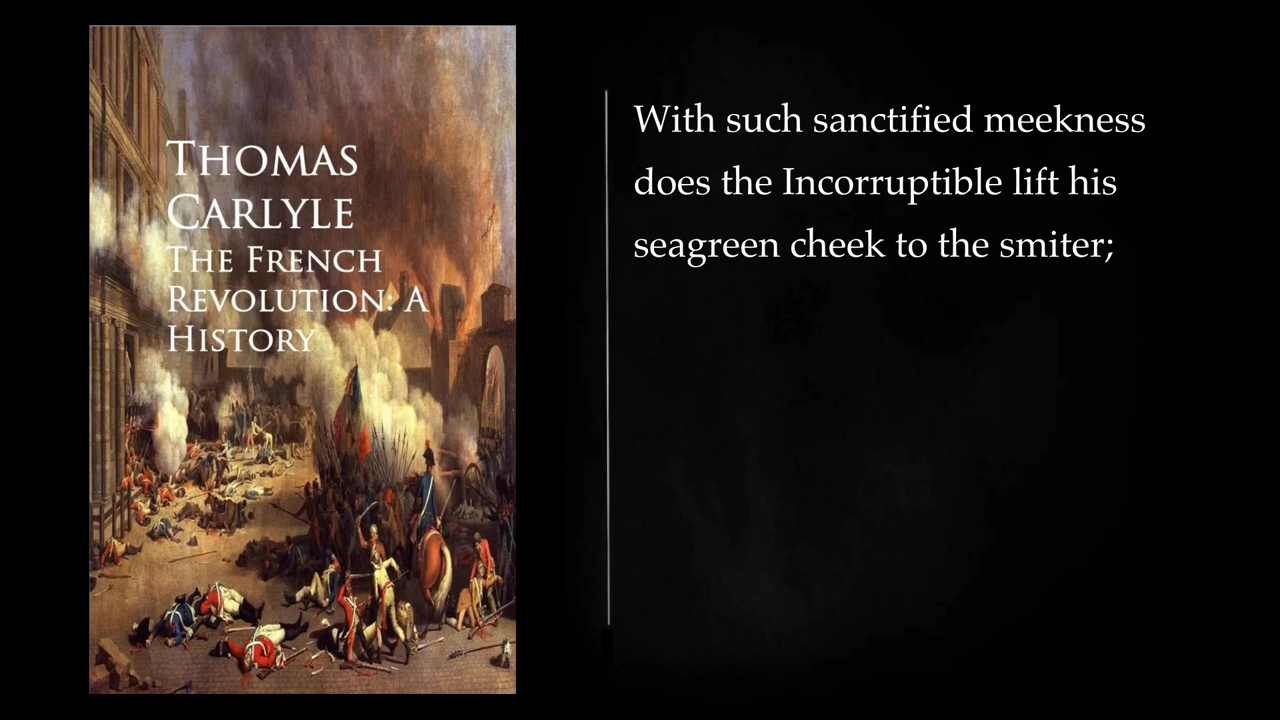 THOMAS
CARLYLE
THE FRENCH
REVOLUTION: A
HISTORY
With such sanctified meekness
does the Incorruptible lift his
seagreen cheek to the smiter;